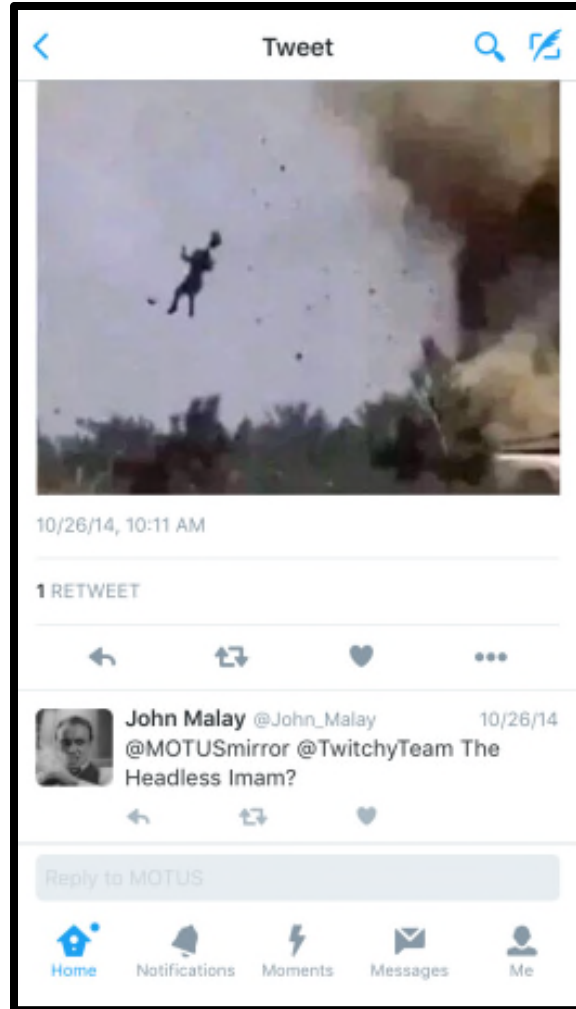 Tweet
10/26/14, 10:11 AM
1 RETWEET
John Malay @John_Malay 10/26/14
@MOTUSmirror @TwitchyTeam The
Headless Imam?
Reply to MOTUS
Home Notifications Moments Messages Me